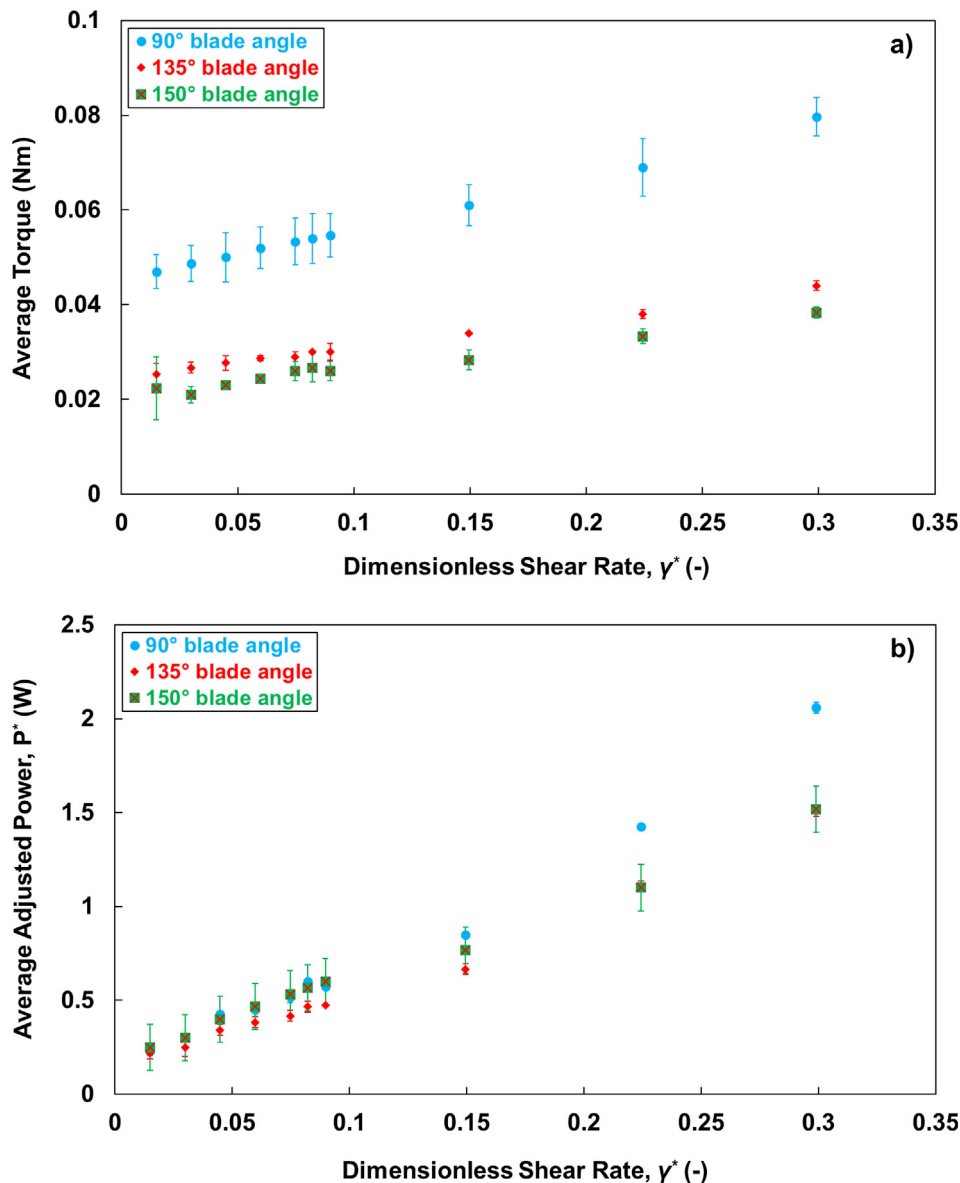 a)
90° blade angle
135° blade angle
150° blade angle
0.1
0.08
0.06
0.04
0.02
0
Average Torque (Nm)
0 0.05 0.1 0.15 0.2 0.25 0.3 0.35
Dimensionless Shear Rate, γ* (-)
b)
90° blade angle
135° blade angle
150° blade angle
2.5
2
1.5
1
0.5
0
Average Adjusted Power, P* (W)
0 0.05 0.1 0.15 0.2 0.25 0.3 0.35
Dimensionless Shear Rate, γ* (-)